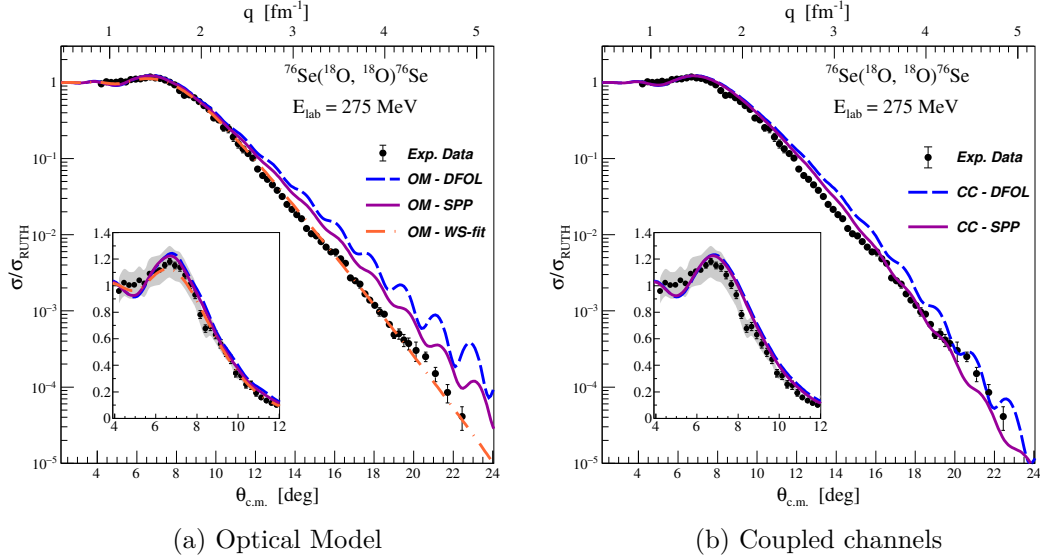 q [fm⁻¹]
1 2 3 4 5
⁷⁶Se(¹⁸O, ¹⁸O)⁷⁶Se
E_lab = 275 MeV
Exp. Data
OM - DFOL
OM - SPP
OM - WS-fit
σ/σ_RUTH
1
10⁻¹
10⁻²
10⁻³
10⁻⁴
10⁻⁵
1.4
1.2
1
0.8
0.6
0.4
0.2
0
4 6 8 10 12
2 4 6 8 10 12 14 16 18 20 22 24
θ_c.m. [deg]
(a) Optical Model
q [fm⁻¹]
1 2 3 4 5
⁷⁶Se(¹⁸O, ¹⁸O)⁷⁶Se
E_lab = 275 MeV
Exp. Data
CC - DFOL
CC - SPP
σ/σ_RUTH
1
10⁻¹
10⁻²
10⁻³
10⁻⁴
10⁻⁵
1.4
1.2
1
0.8
0.6
0.4
0.2
0
4 6 8 10 12
2 4 6 8 10 12 14 16 18 20 22 24
θ_c.m. [deg]
(b) Coupled channels